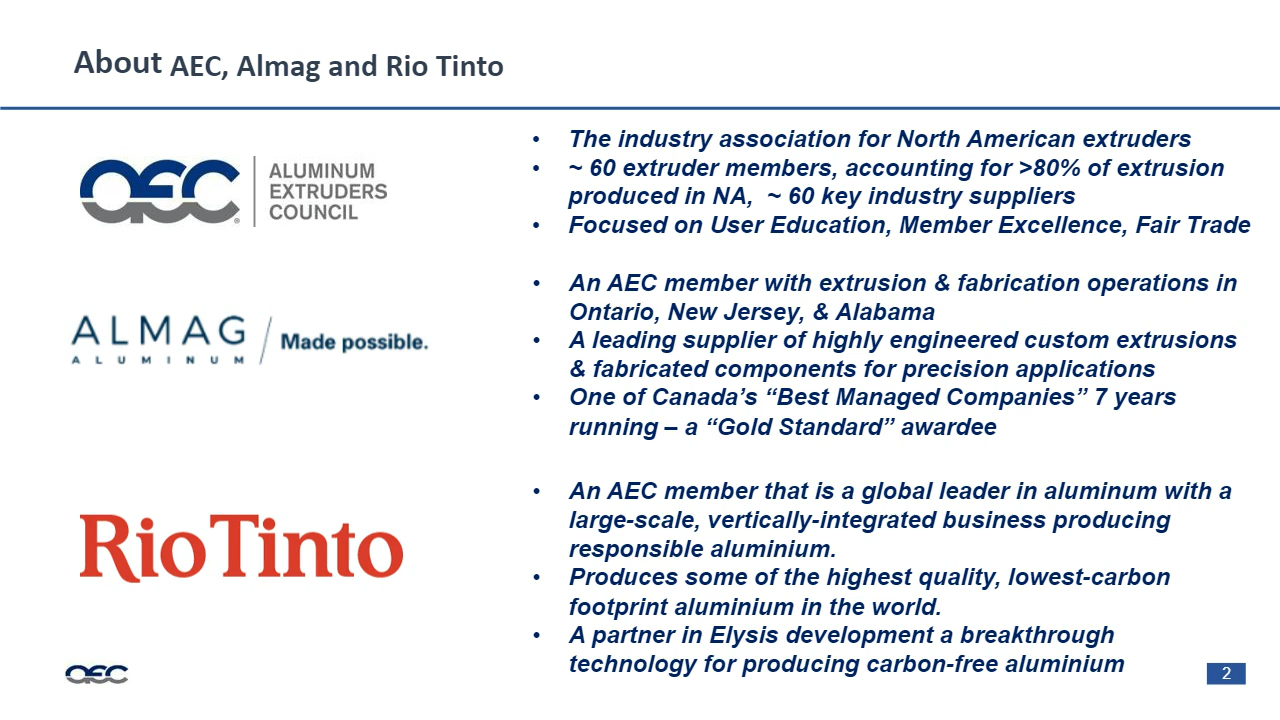 About AEC, Almag and Rio Tinto
AEC
®
ALUMINUM
EXTRUDERS
COUNCIL
• The industry association for North American extruders
• ~ 60 extruder members, accounting for >80% of extrusion
produced in NA,  ~ 60 key industry suppliers
• Focused on User Education, Member Excellence, Fair Trade
ALMAG
ALUMINUM
Made possible.
• An AEC member with extrusion & fabrication operations in
Ontario, New Jersey, & Alabama
• A leading supplier of highly engineered custom extrusions
& fabricated components for precision applications
• One of Canada’s “Best Managed Companies” 7 years
running – a “Gold Standard” awardee
RioTinto
• An AEC member that is a global leader in aluminum with a
large-scale, vertically-integrated business producing
responsible aluminium.
• Produces some of the highest quality, lowest-carbon
footprint aluminium in the world.
• A partner in Elysis development a breakthrough
technology for producing carbon-free aluminium
AEC
2